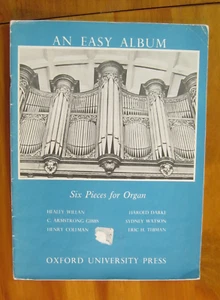 AN EASY ALBUM
Six Pieces for Organ
HEALEY WILLAN
HAROLD DARKE
C. ARMSTRONG GIBBS
SYDNEY WATSON
HENRY COLEMAN
ERIC H. THIMAN
OXFORD UNIVERSITY PRESS